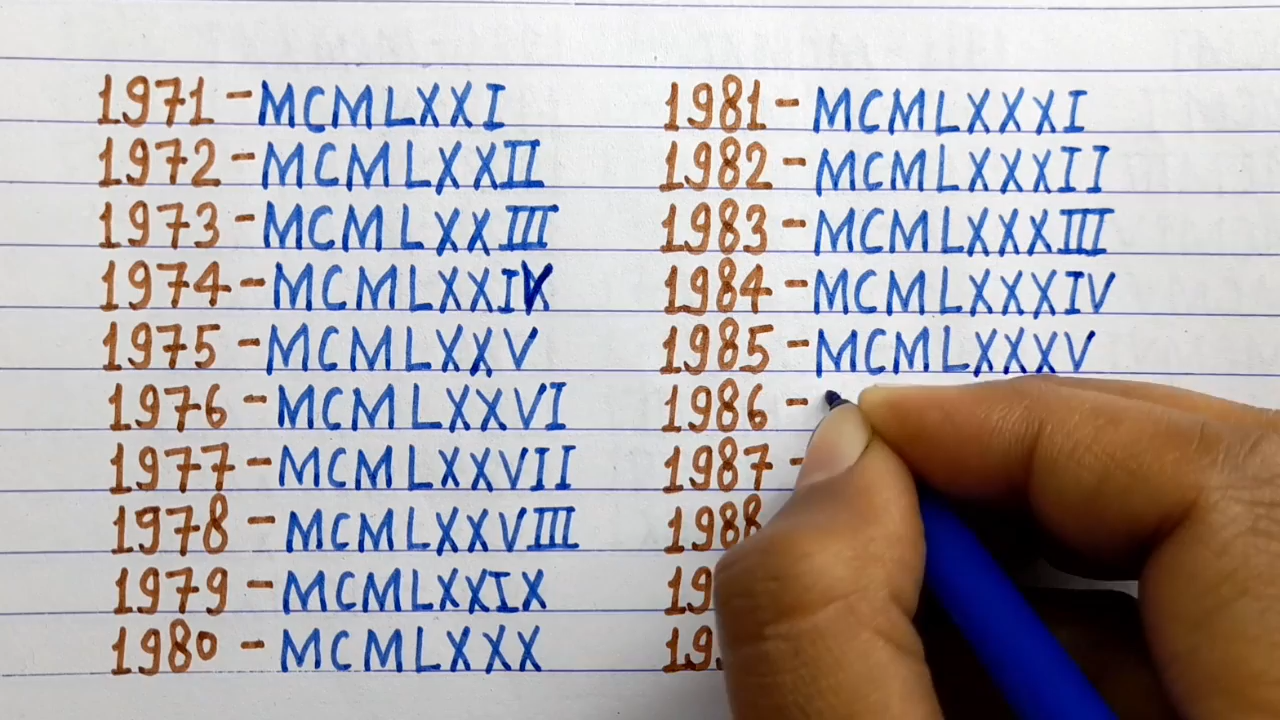 1971 - MCMLXXI
1972 - MCMLXXII
1973 - MCMLXXIII
1974 - MCMLXXIV
1975 - MCMLXXV
1976 - MCMLXXVI
1977 - MCMLXXVII
1978 - MCMLXXVIII
1979 - MCMLXXIX
1980 - MCMLXXX
1981 - MCMLXXXI
1982 - MCMLXXXII
1983 - MCMLXXXIII
1984 - MCMLXXXIV
1985 - MCMLXXXV
1986 -
1987 -
1988